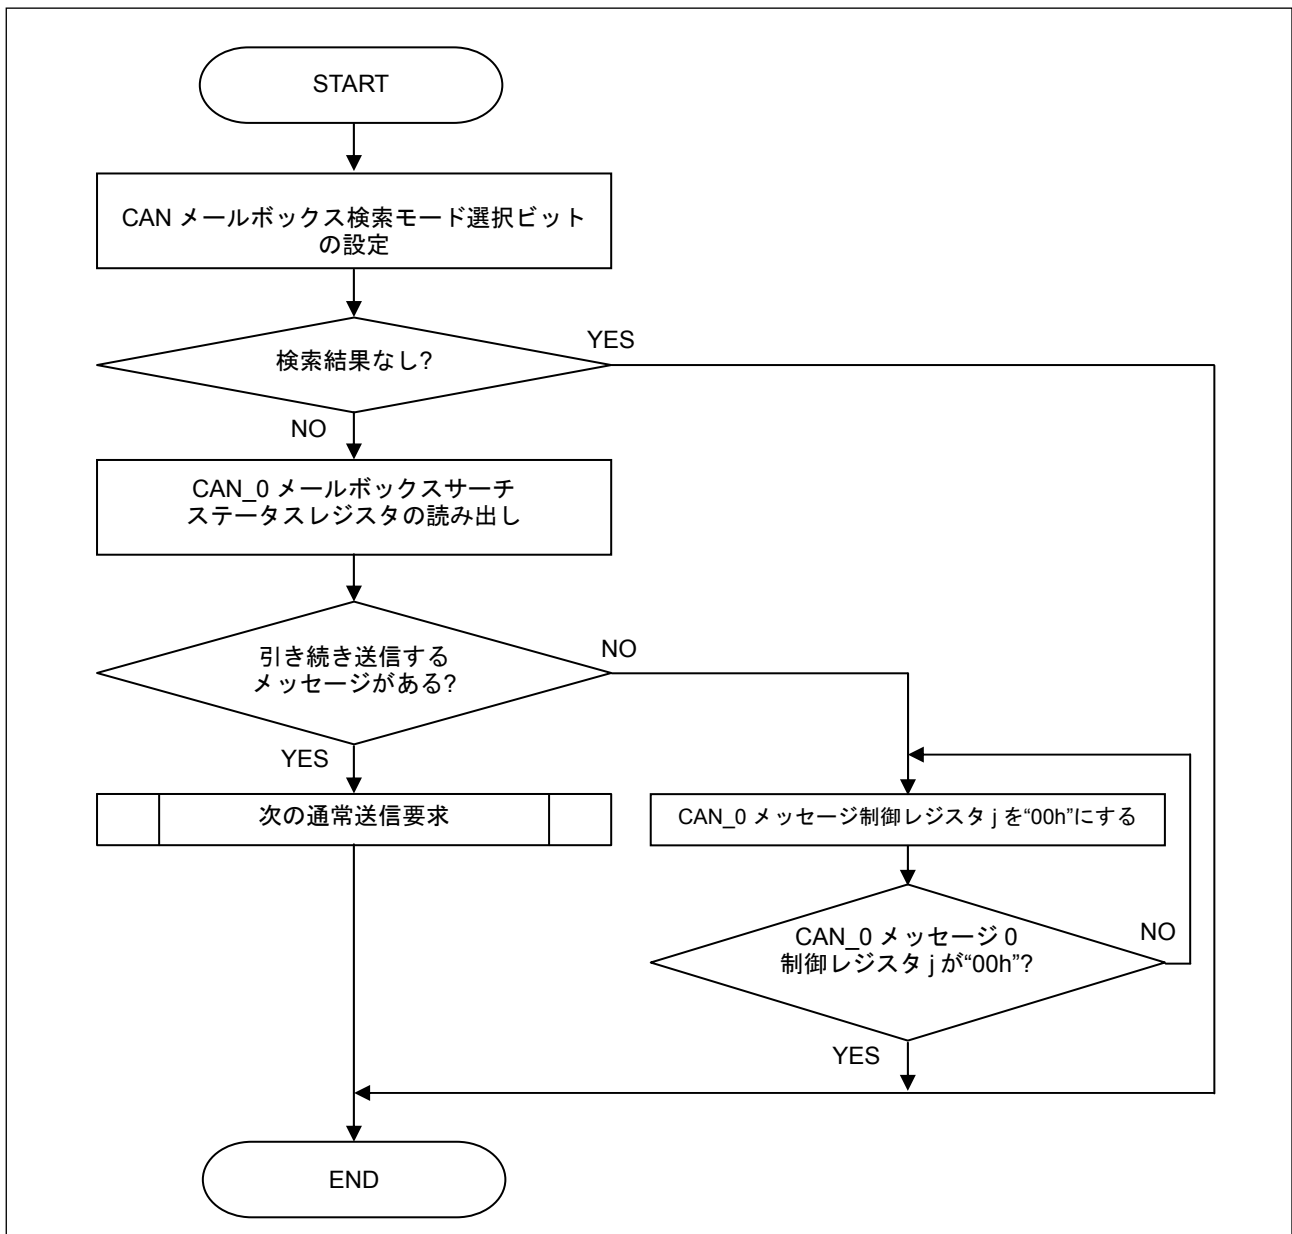 START
CAN メールボックス検索モード選択ビット
の設定
検索結果なし?
YES
NO
CAN_0 メールボックスサーチ
ステータスレジスタの読み出し
引き続き送信する
メッセージがある?
NO
YES
次の通常送信要求
CAN_0 メッセージ制御レジスタ j を“00h”にする
CAN_0 メッセージ 0
制御レジスタ j が“00h”?
NO
YES
END